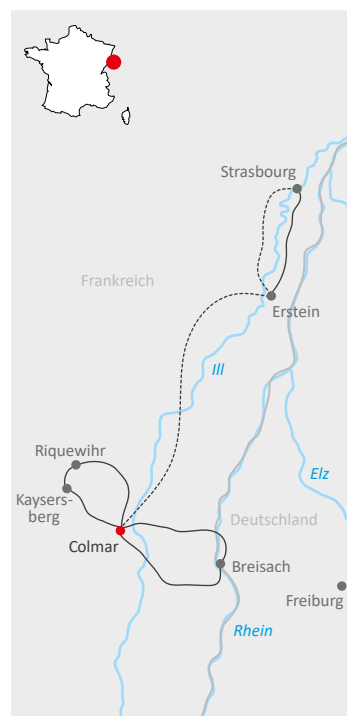 Strasbourg
Frankreich
Erstein
Ill
Riquewihr
Elz
Kaysers-
berg
Deutschland
Colmar
Breisach
Freiburg
Rhein